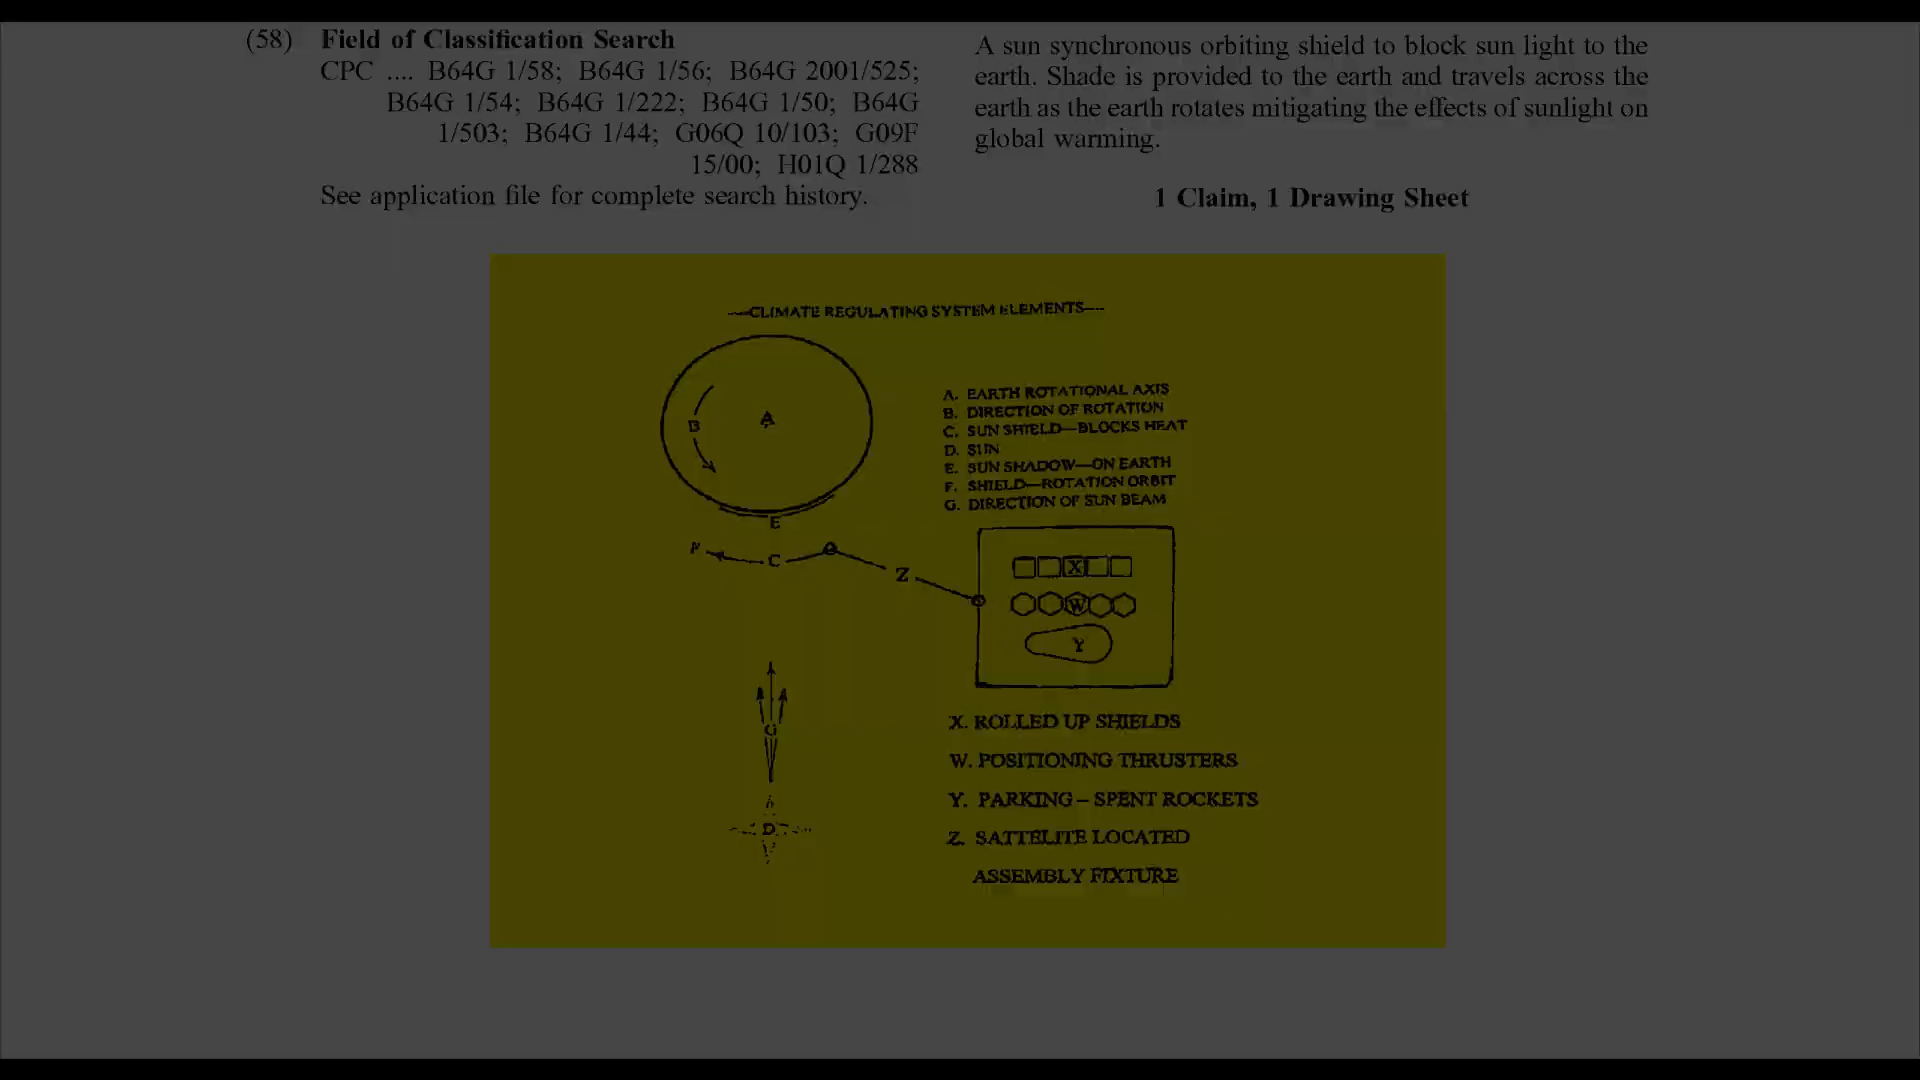 (58) Field of Classification Search
CPC .... B64G 1/58; B64G 1/56; B64G 2001/525;
B64G 1/54; B64G 1/222; B64G 1/50; B64G
1/503; B64G 1/44; G06Q 10/103; G09F
15/00; H01Q 1/288
See application file for complete search history.
A sun synchronous orbiting shield to block sun light to the
earth. Shade is provided to the earth and travels across the
earth as the earth rotates mitigating the effects of sunlight on
global warming.
1 Claim, 1 Drawing Sheet
—CLIMATE REGULATING SYSTEM ELEMENTS—
A
B
E
F
C
Z
G
D
A. EARTH ROTATIONAL AXIS
B. DIRECTION OF ROTATION
C. SUN SHIELD—BLOCKS HEAT
D. SUN
E. SUN SHADOW—ON EARTH
F. SHIELD—ROTATION ORBIT
G. DIRECTION OF SUN BEAM
X
W
Y
X. ROLLED UP SHIELDS
W. POSITIONING THRUSTERS
Y. PARKING – SPENT ROCKETS
Z. SATTELITE LOCATED
ASSEMBLY FIXTURE